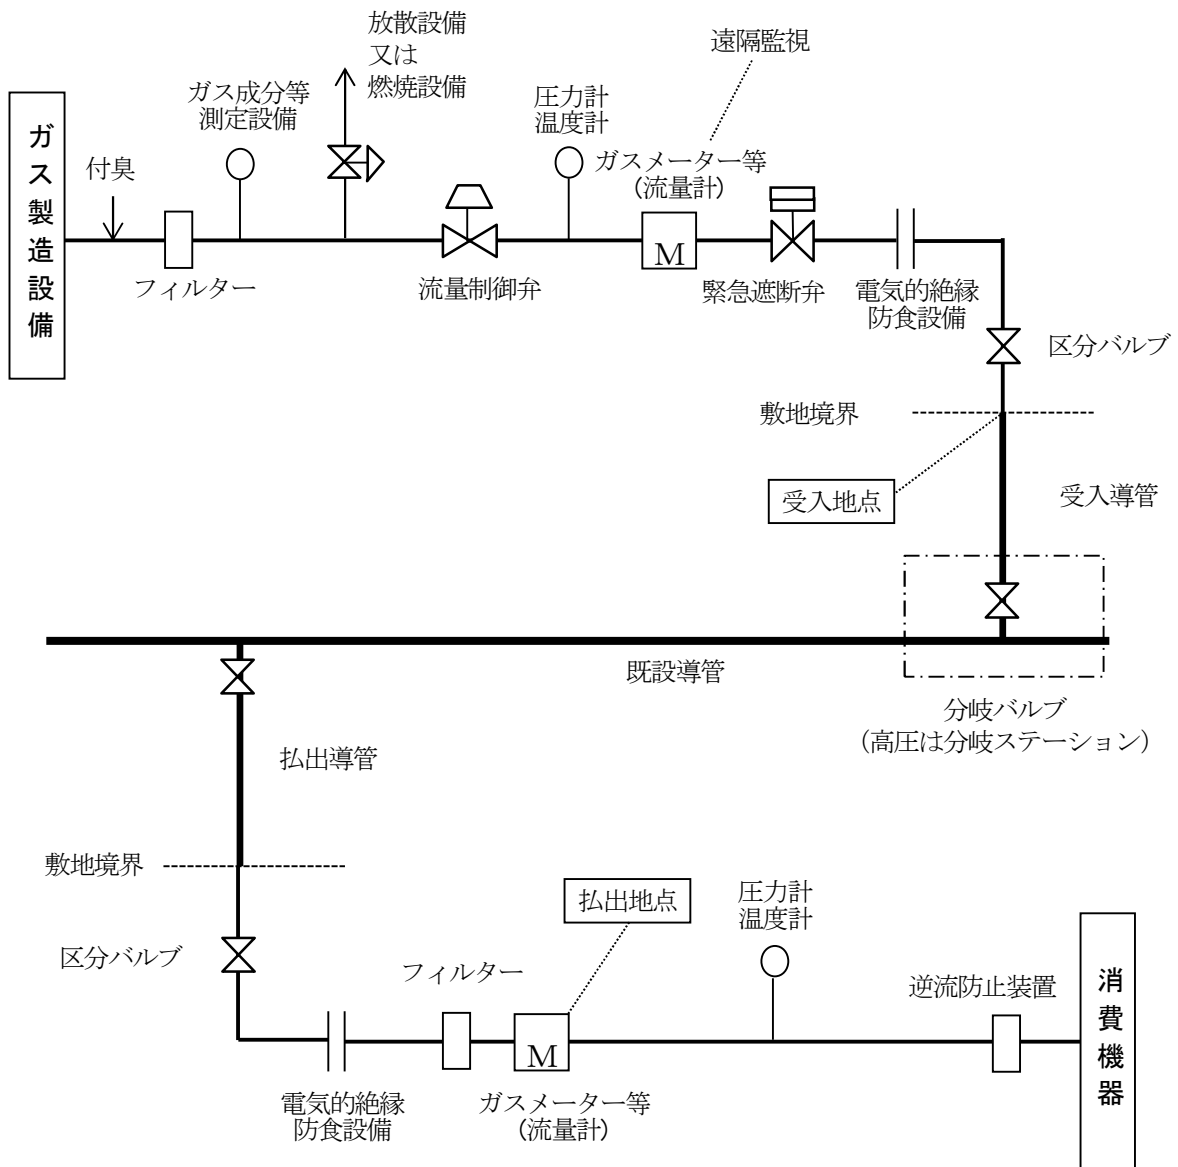 放散設備
又は
燃焼設備
遠隔監視
ガス成分等
測定設備
圧力計
温度計
ガスメーター等
（流量計）
ガス製造設備
付臭
M
フィルター
流量制御弁
緊急遮断弁
電気的絶縁
防食設備
区分バルブ
敷地境界
受入地点
受入導管
既設導管
分岐バルブ
（高圧は分岐ステーション）
払出導管
敷地境界
払出地点
圧力計
温度計
区分バルブ
フィルター
逆流防止装置
消費機器
M
電気的絶縁
防食設備
ガスメーター等
（流量計）